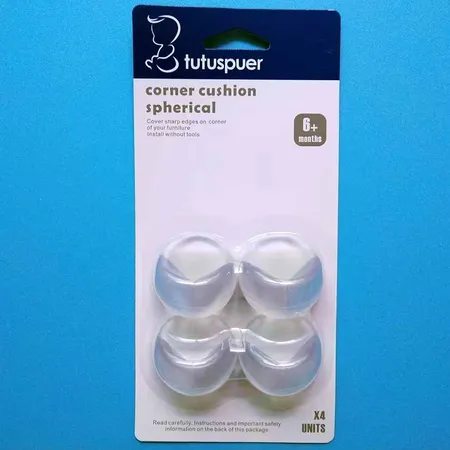 tutuspuer
corner cushion
spherical
Cover sharp edges on, corner
of your furniture
Install without tools
6+
months
X4
UNITS
Read carefully. Instructions and important safety
information on the back of this package